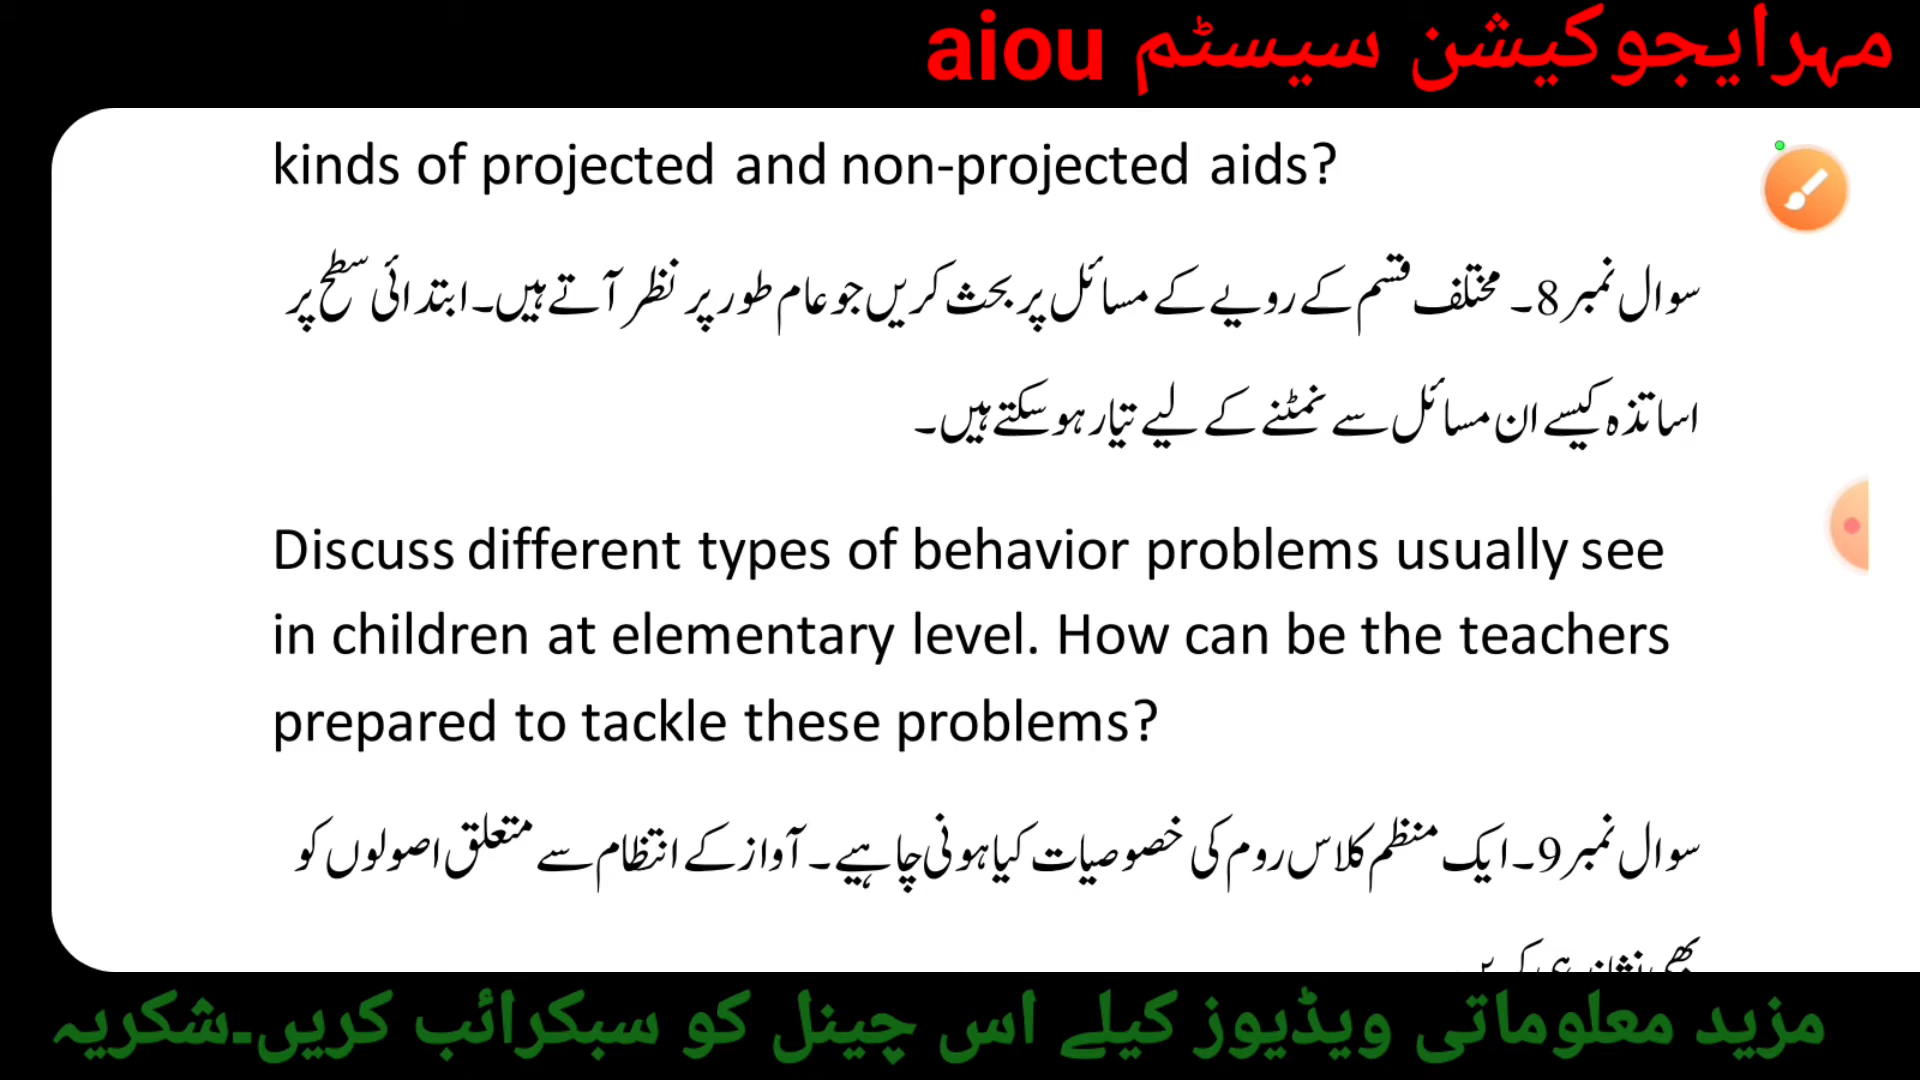 مہرایجوکیشن سیسٹم aiou
kinds of projected and non-projected aids?
سوال نمبر 8۔ مختلف قسم کے رویے کے مسائل پر بحث کریں جو عام طور پر نظر آتے ہیں۔ ابتدائی سطح پر
اساتذہ کیسے ان مسائل سے نمٹنے کے لیے تیار ہو سکتے ہیں۔
Discuss different types of behavior problems usually see
in children at elementary level. How can be the teachers
prepared to tackle these problems?
سوال نمبر 9۔ ایک منظم کلاس روم کی خصوصیات کیا ہونی چاہیے۔ آواز کے انتظام سے متعلق اصولوں کو
مزید معلوماتی ویڈیوز کیلے اس چینل کو سبکرائب کریں۔شکریہ